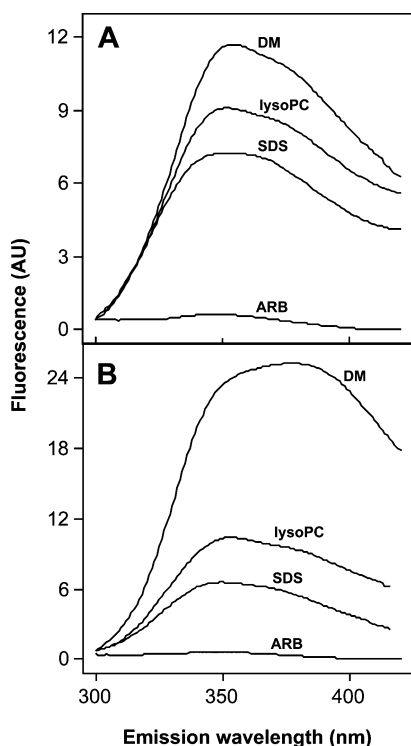 A
12
DM
9
lysoPC
SDS
6
3
ARB
0
Fluorescence (AU)
B
24
DM
18
12
lysoPC
SDS
6
ARB
0
300
350
400
Emission wavelength (nm)